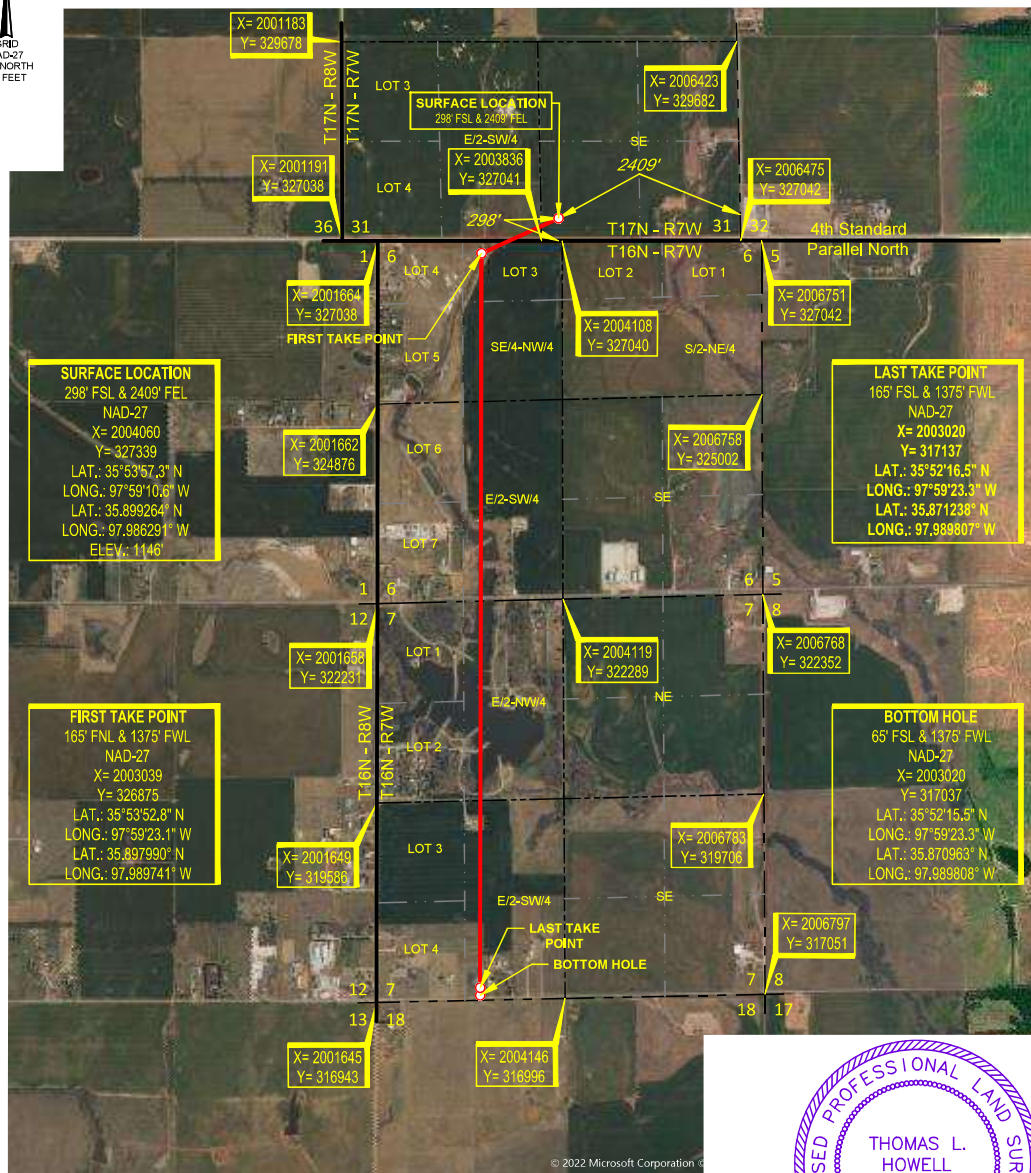 GRID
NAD-27
NORTH
FEET
X= 2001183
Y= 329678
T17N - R8W
T17N - R7W
LOT 3
X= 2006423
Y= 329682
SURFACE LOCATION
298' FSL & 2409' FEL
E/2-SW/4
SE
X= 2001191
Y= 327038
LOT 4
X= 2003836
Y= 327041
2409'
X= 2006475
Y= 327042
298'
36
31
T17N - R7W
31
32
4th Standard
Parallel North
T16N - R7W
1
6
LOT 4
LOT 3
LOT 2
LOT 1
6
5
X= 2001664
Y= 327038
X= 2006751
Y= 327042
X= 2004108
Y= 327040
FIRST TAKE POINT
LOT 5
SE/4-NW/4
S/2-NE/4
SURFACE LOCATION
298' FSL & 2409' FEL
NAD-27
X= 2004060
Y= 327339
LAT.: 35°53'57.3" N
LONG.: 97°59'10.6" W
LAT.: 35.899264° N
LONG.: 97.986291° W
ELEV.: 1146'
LAST TAKE POINT
165' FSL & 1375' FWL
NAD-27
X= 2003020
Y= 317137
LAT.: 35°52'16.5" N
LONG.: 97°59'23.3" W
LAT.: 35.871238° N
LONG.: 97.989807° W
X= 2001662
Y= 324876
LOT 6
X= 2006758
Y= 325002
E/2-SW/4
SE
LOT 7
1
6
6
5
12
7
7
8
LOT 1
X= 2001658
Y= 322231
X= 2004119
Y= 322289
X= 2006768
Y= 322352
E/2-NW/4
NE
T16N - R8W
T16N - R7W
LOT 2
FIRST TAKE POINT
165' FNL & 1375' FWL
NAD-27
X= 2003039
Y= 326875
LAT.: 35°53'52.8" N
LONG.: 97°59'23.1" W
LAT.: 35.897990° N
LONG.: 97.989741° W
BOTTOM HOLE
65' FSL & 1375' FWL
NAD-27
X= 2003020
Y= 317037
LAT.: 35°52'15.5" N
LONG.: 97°59'23.3" W
LAT.: 35.870963° N
LONG.: 97.989808° W
X= 2001649
Y= 319586
LOT 3
X= 2006783
Y= 319706
E/2-SW/4
SE
LOT 4
LAST TAKE
POINT
BOTTOM HOLE
X= 2006797
Y= 317051
12
7
7
8
13
18
18
17
X= 2001645
Y= 316943
X= 2004146
Y= 316996
© 2022 Microsoft Corporation ©
SED PROFESSIONAL LAND SUR
THOMAS L.
HOWELL